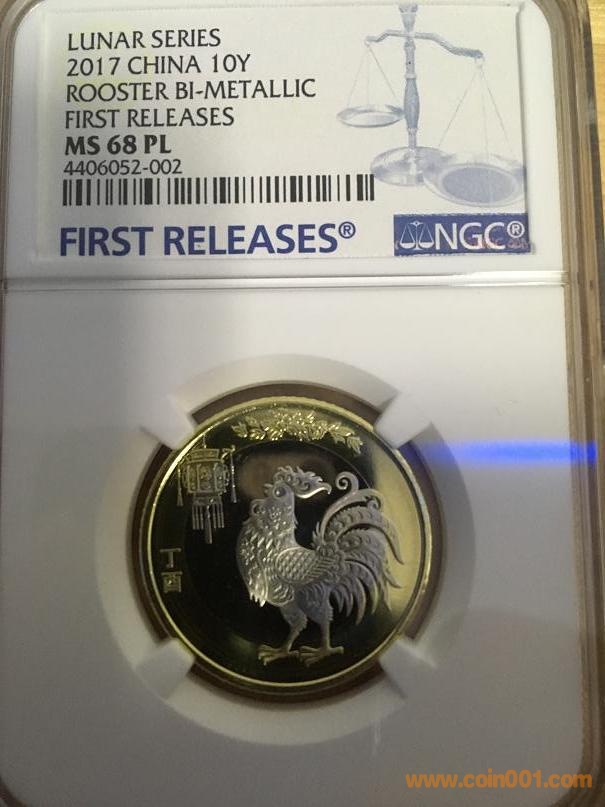 LUNAR SERIES
2017 CHINA 10Y
ROOSTER BI-METALLIC
FIRST RELEASES
MS 68 PL
4406052-002
FIRST RELEASES®
NGC®
丁酉
www.coin001.com